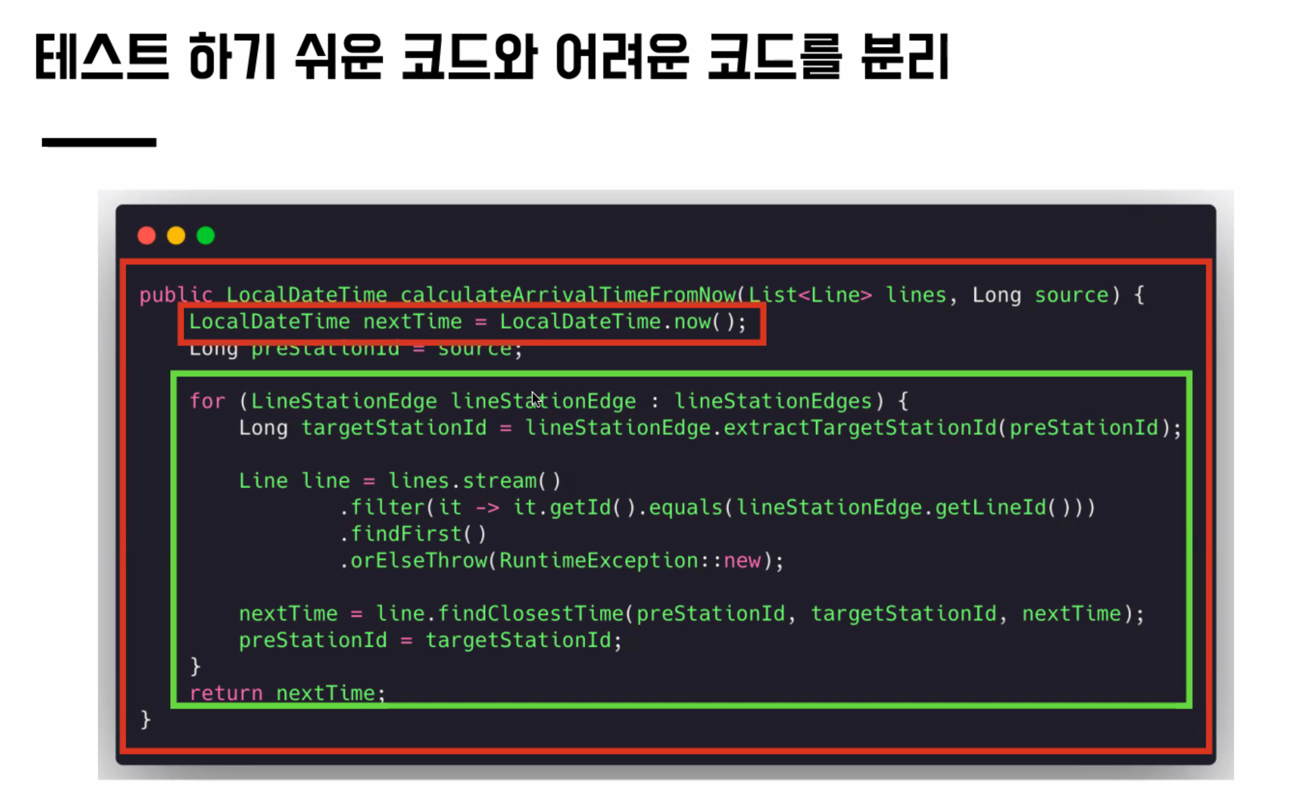 테스트 하기 쉬운 코드와 어려운 코드를 분리
public LocalDateTime calculateArrivalTimeFromNow(List<Line> lines, Long source) {
LocalDateTime nextTime = LocalDateTime.now();
Long preStationId = source;
for (LineStationEdge lineStationEdge : lineStationEdges) {
Long targetStationId = lineStationEdge.extractTargetStationId(preStationId);
Line line = lines.stream()
.filter(it -> it.getId().equals(lineStationEdge.getLineId()))
.findFirst()
.orElseThrow(RuntimeException::new);
nextTime = line.findClosestTime(preStationId, targetStationId, nextTime);
preStationId = targetStationId;
}
return nextTime;
}